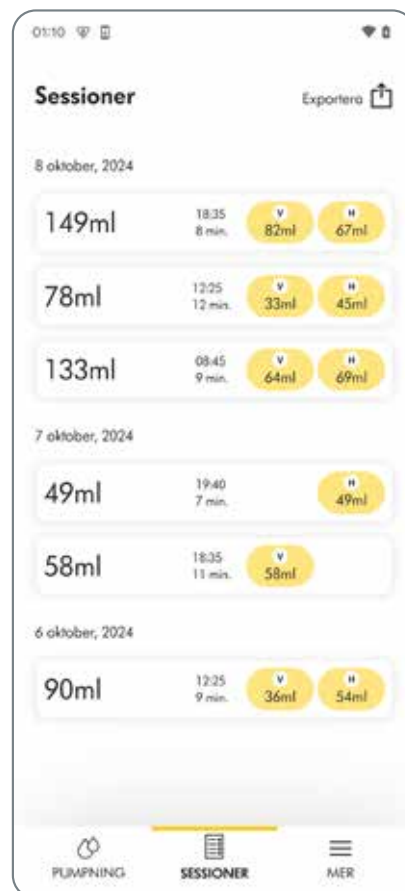 01:10
Sessioner
Exportera
8 oktober, 2024
149ml
18:35
8 min.
V
82ml
H
67ml
78ml
12:25
12 min.
V
33ml
H
45ml
133ml
08:45
9 min.
V
64ml
H
69ml
7 oktober, 2024
49ml
19:40
7 min.
H
49ml
58ml
18:35
11 min.
V
58ml
6 oktober, 2024
90ml
12:25
9 min.
V
36ml
H
54ml
PUMPNING
SESSIONER
MER